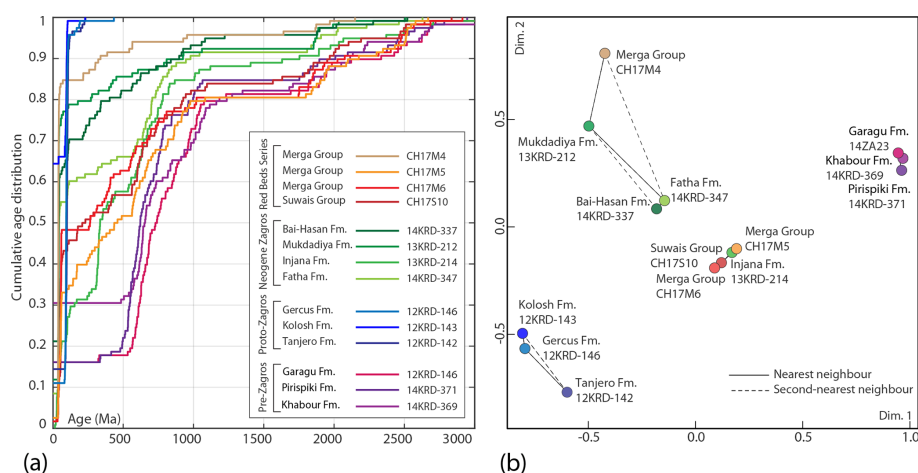 Cumulative age distribution
1
0.9
0.8
0.7
0.6
0.5
0.4
0.3
0.2
0.1
0
Age (Ma)
0
500
1000
1500
2000
2500
3000
Red Beds Series
Merga Group CH17M4
Merga Group CH17M5
Merga Group CH17M6
Suwais Group CH17S10
Neogene Zagros
Bai-Hasan Fm. 14KRD-337
Mukdadiya Fm. 13KRD-212
Injana Fm. 13KRD-214
Fatha Fm. 14KRD-347
Proto-Zagros
Gercus Fm. 12KRD-146
Kolosh Fm. 12KRD-143
Tanjero Fm. 12KRD-142
Pre-Zagros
Garagu Fm. 12KRD-146
Pirispiki Fm. 14KRD-371
Khabour Fm. 14KRD-369
(a)
Dim. 2
0.5
0.0
-0.5
Merga Group
CH17M4
Mukdadiya Fm.
13KRD-212
Bai-Hasan Fm.
14KRD-337
Fatha Fm.
14KRD-347
Garagu Fm.
14ZA23
Khabour Fm.
14KRD-369
Pirispiki Fm.
14KRD-371
Merga Group
CH17M5
Suwais Group
CH17S10
Injana Fm.
13KRD-214
Merga Group
CH17M6
Kolosh Fm.
12KRD-143
Gercus Fm.
12KRD-146
Tanjero Fm.
12KRD-142
Nearest neighbour
Second-nearest neighbour
Dim. 1
-0.5
0.0
0.5
1.0
(b)